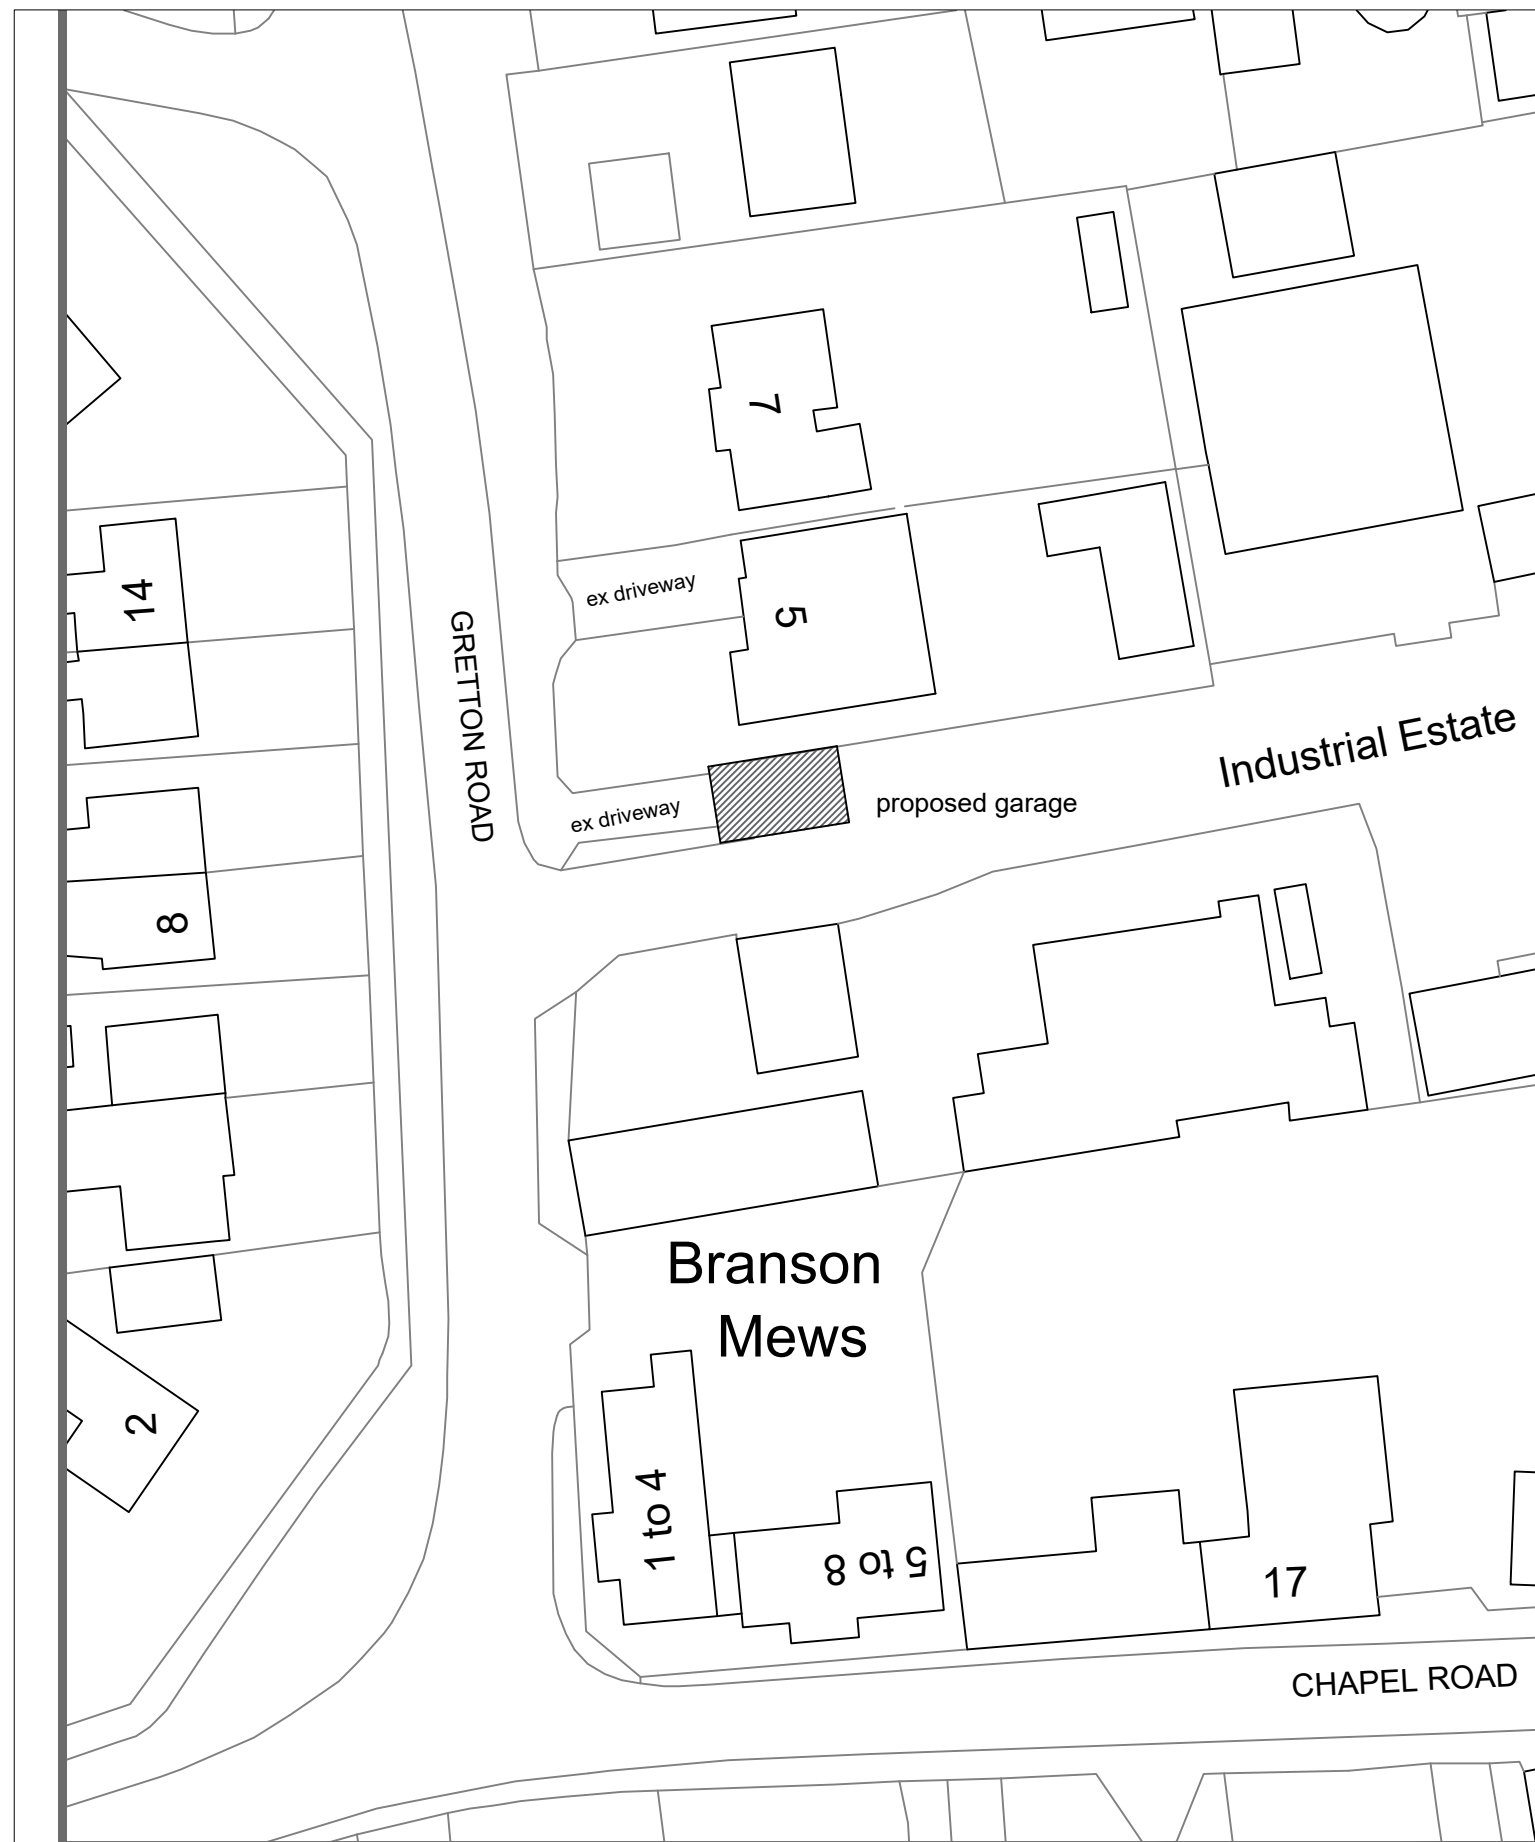 7
14
ex driveway
5
GRETTON ROAD
Industrial Estate
ex driveway
proposed garage
8
Branson
Mews
2
1 to 4
5 to 8
17
CHAPEL ROAD